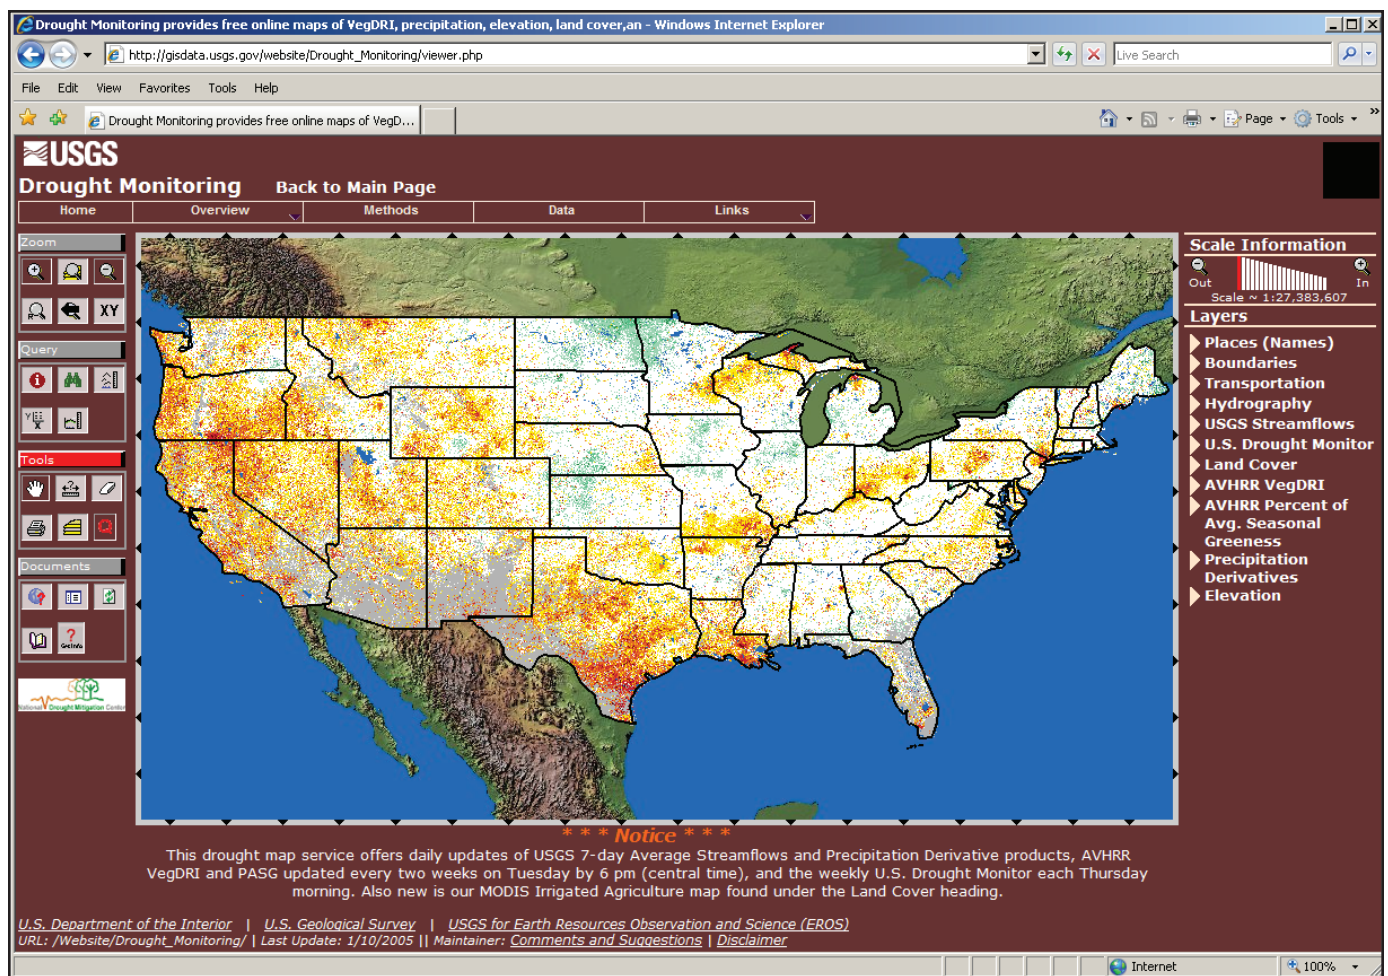 Drought Monitoring provides free online maps of VegDRI, precipitation, elevation, land cover,an - Windows Internet Explorer
http://gisdata.usgs.gov/website/Drought_Monitoring/viewer.php
Live Search
File Edit View Favorites Tools Help
Drought Monitoring provides free online maps of VegD...
Page Tools
USGS
Drought Monitoring Back to Main Page
Home Overview Methods Data Links
Zoom
XY
Query
Tools
Documents
National Drought Mitigation Center
Scale Information
Out In
Scale ~ 1:27,383,607
Layers
Places (Names)
Boundaries
Transportation
Hydrography
USGS Streamflows
U.S. Drought Monitor
Land Cover
AVHRR VegDRI
AVHRR Percent of
Avg. Seasonal
Greeness
Precipitation
Derivatives
Elevation
* * * Notice * * *
This drought map service offers daily updates of USGS 7-day Average Streamflows and Precipitation Derivative products, AVHRR
VegDRI and PASG updated every two weeks on Tuesday by 6 pm (central time), and the weekly U.S. Drought Monitor each Thursday
morning. Also new is our MODIS Irrigated Agriculture map found under the Land Cover heading.
U.S. Department of the Interior | U.S. Geological Survey | USGS for Earth Resources Observation and Science (EROS)
URL: /Website/Drought_Monitoring/ | Last Update: 1/10/2005 || Maintainer: Comments and Suggestions | Disclaimer
Internet 100%